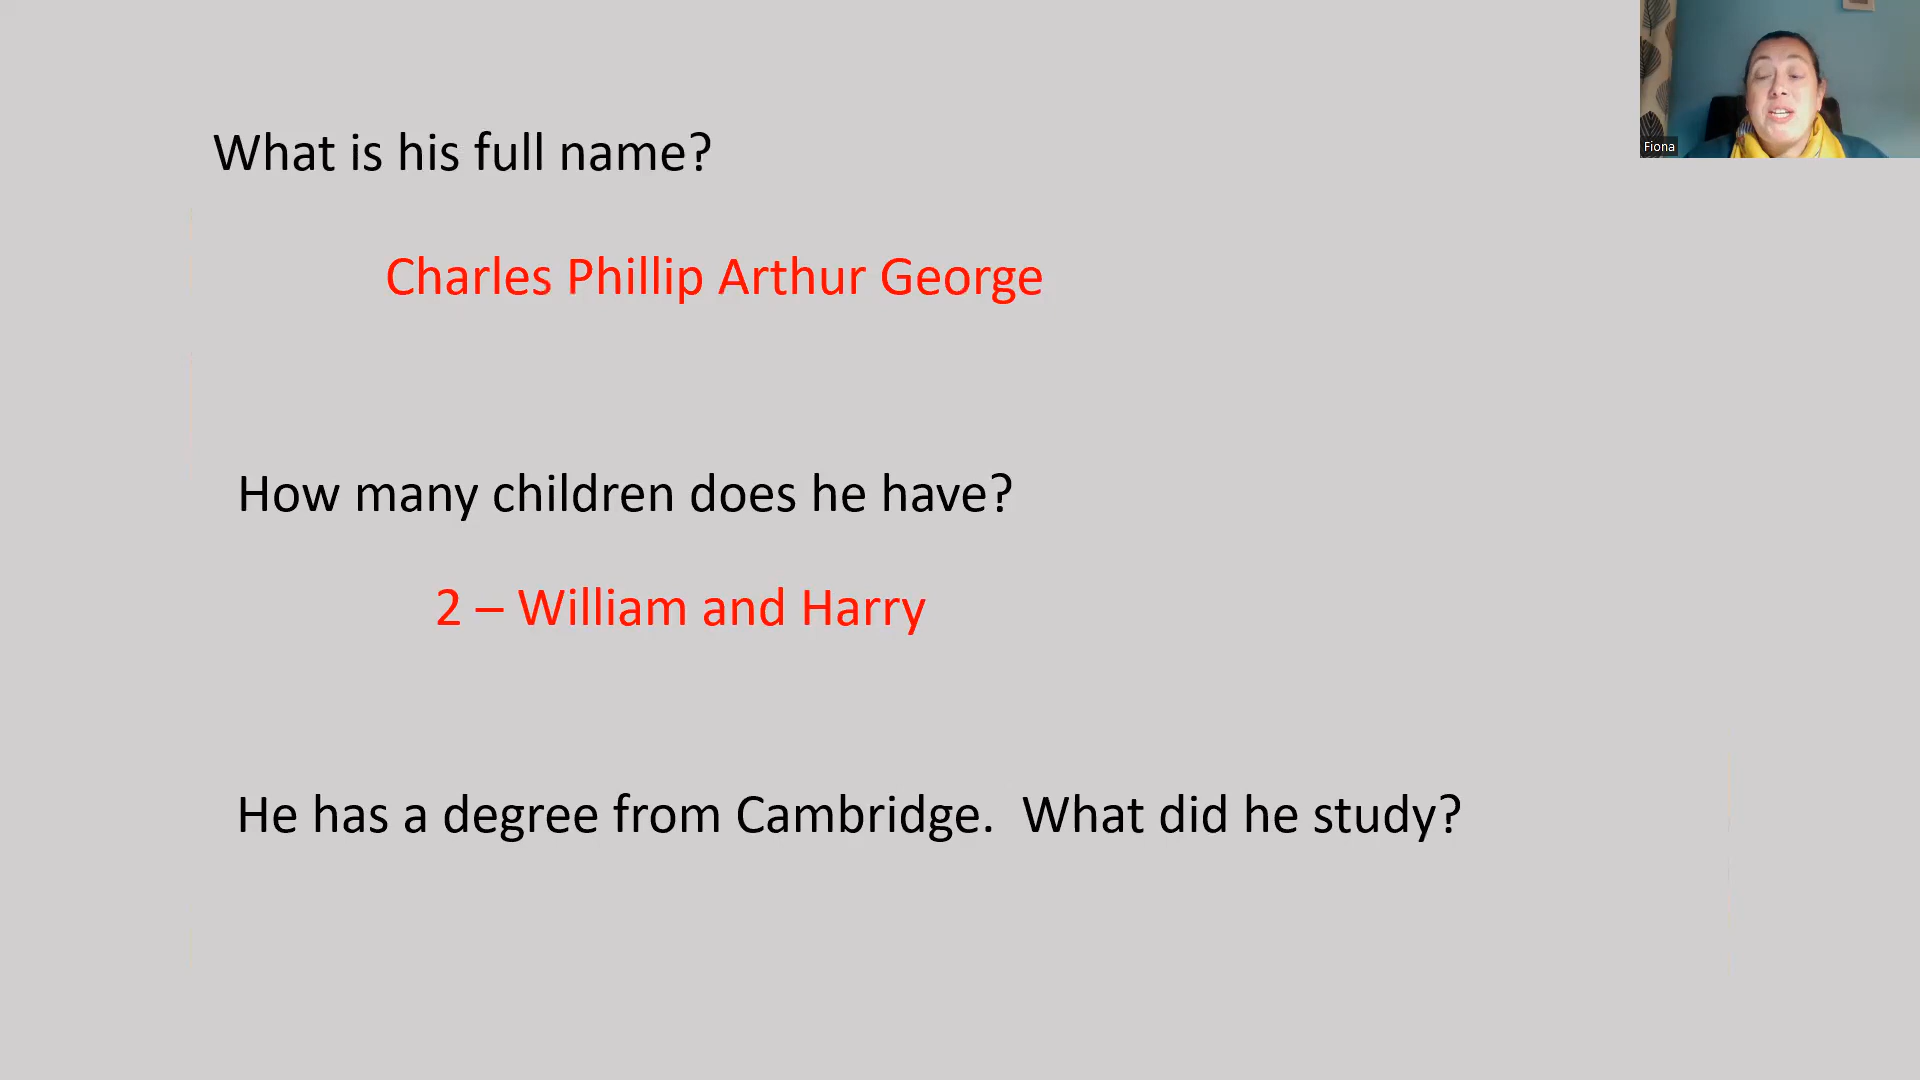 What is his full name?
Charles Phillip Arthur George
How many children does he have?
2 – William and Harry
He has a degree from Cambridge.  What did he study?
Fiona